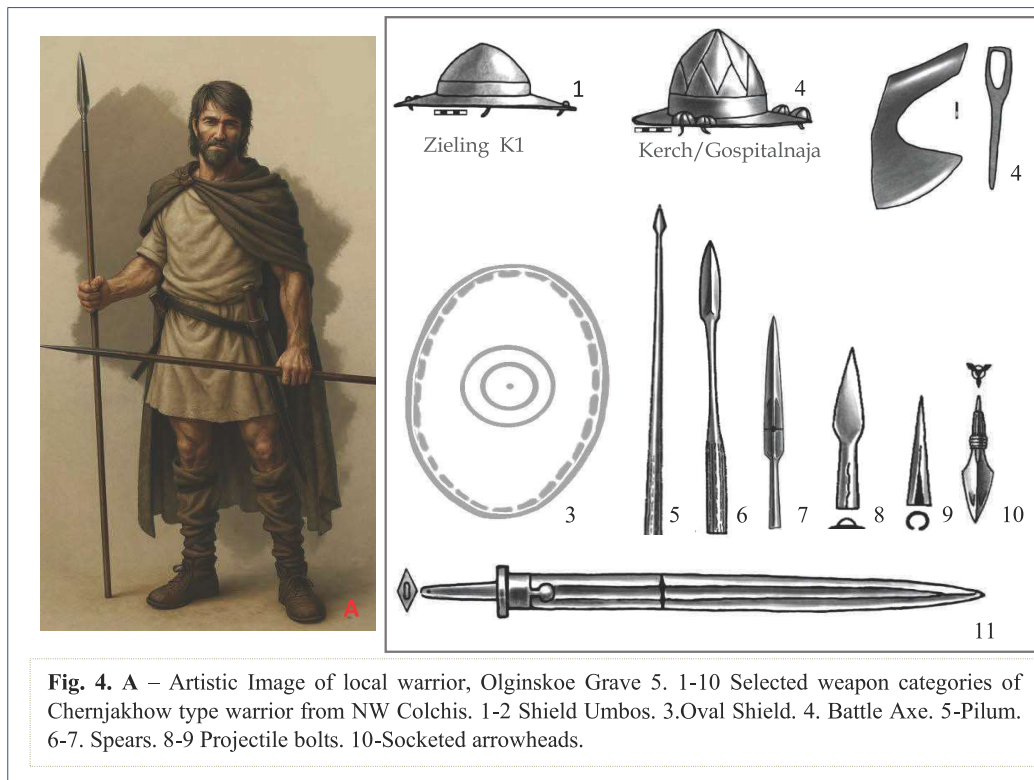 1
4
Zieling K1
Kerch/Gospitalnaja
4
3
5
6
7
8
9
10
11
A
Fig. 4. A – Artistic Image of local warrior, Olginskoe Grave 5. 1-10 Selected weapon categories of
Chernjakhow type warrior from NW Colchis. 1-2 Shield Umbos. 3.Oval Shield. 4. Battle Axe. 5-Pilum.
6-7. Spears. 8-9 Projectile bolts. 10-Socketed arrowheads.